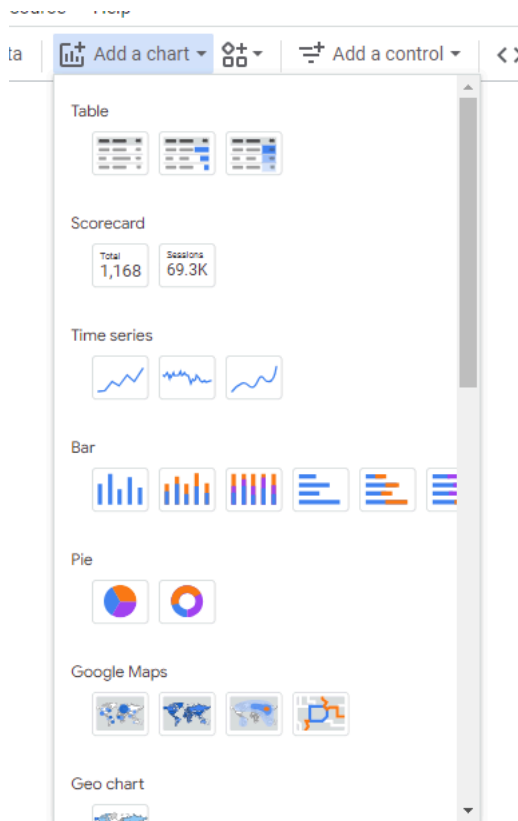 Help
ta Add a chart Add a control
Table
Scorecard
Total
1,168
Sessions
69.3K
Time series
Bar
Pie
Google Maps
Geo chart